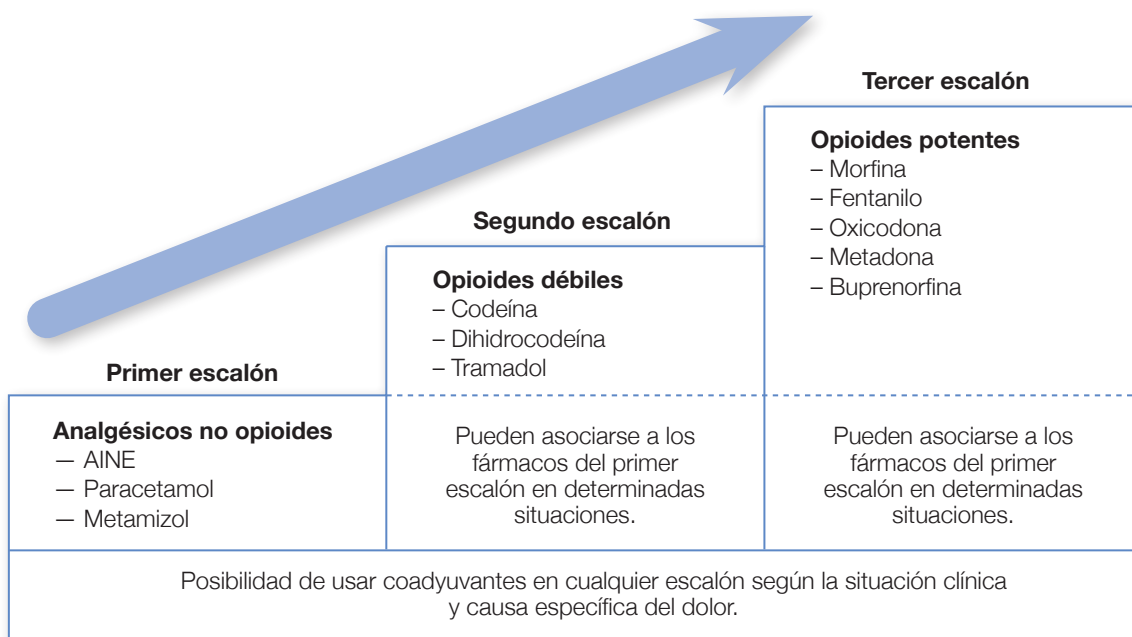 Tercer escalón
Opioides potentes
– Morfina
– Fentanilo
– Oxicodona
– Metadona
– Buprenorfina
Segundo escalón
Opioides débiles
– Codeína
– Dihidrocodeína
– Tramadol
Primer escalón
Analgésicos no opioides
— AINE
— Paracetamol
— Metamizol
Pueden asociarse a los
fármacos del primer
escalón en determinadas
situaciones.
Pueden asociarse a los
fármacos del primer
escalón en determinadas
situaciones.
Posibilidad de usar coadyuvantes en cualquier escalón según la situación clínica
y causa específica del dolor.